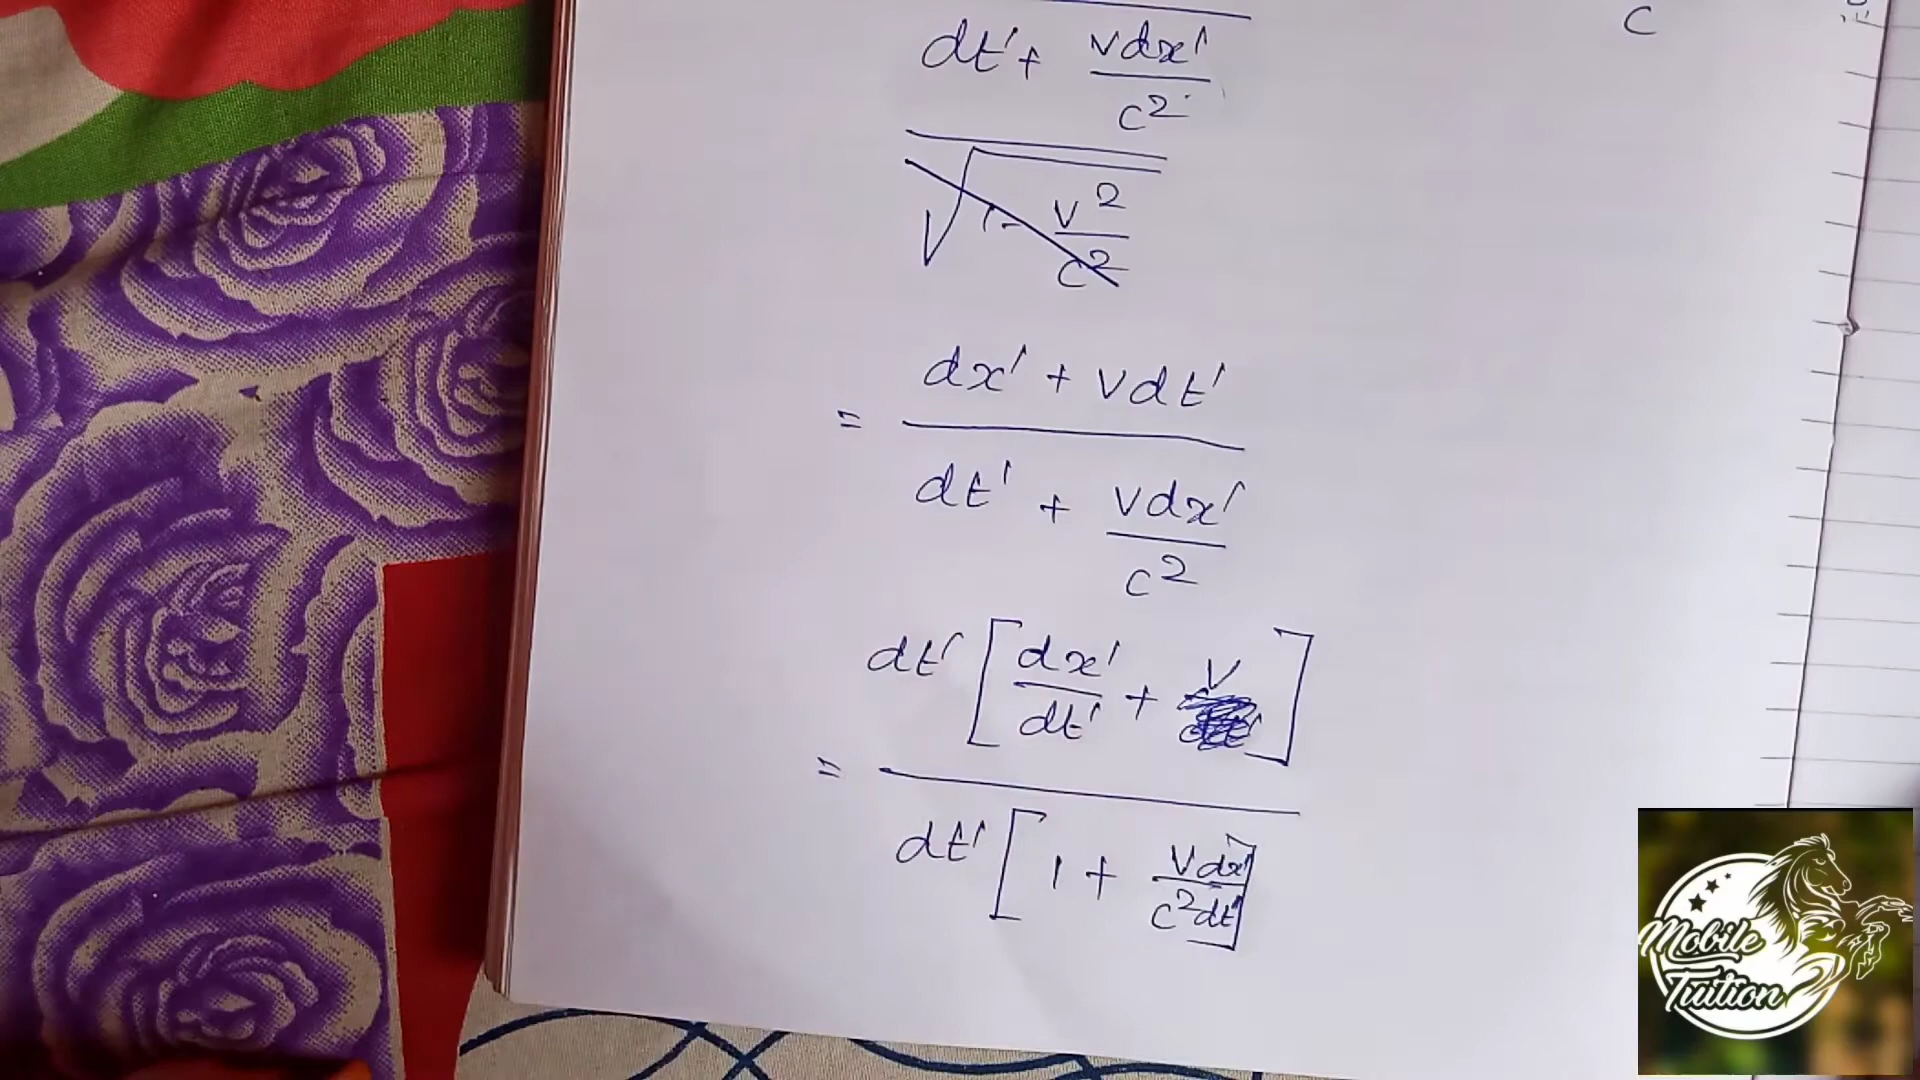 C
dt' + vdx'
c²
√1 - v²
c²
= dx' + vdt'
dt' + vdx'
c²
= dt' [dx' + v]
dt'
dt' [1 + vdx']
c²dt'
Mobile
Tuition